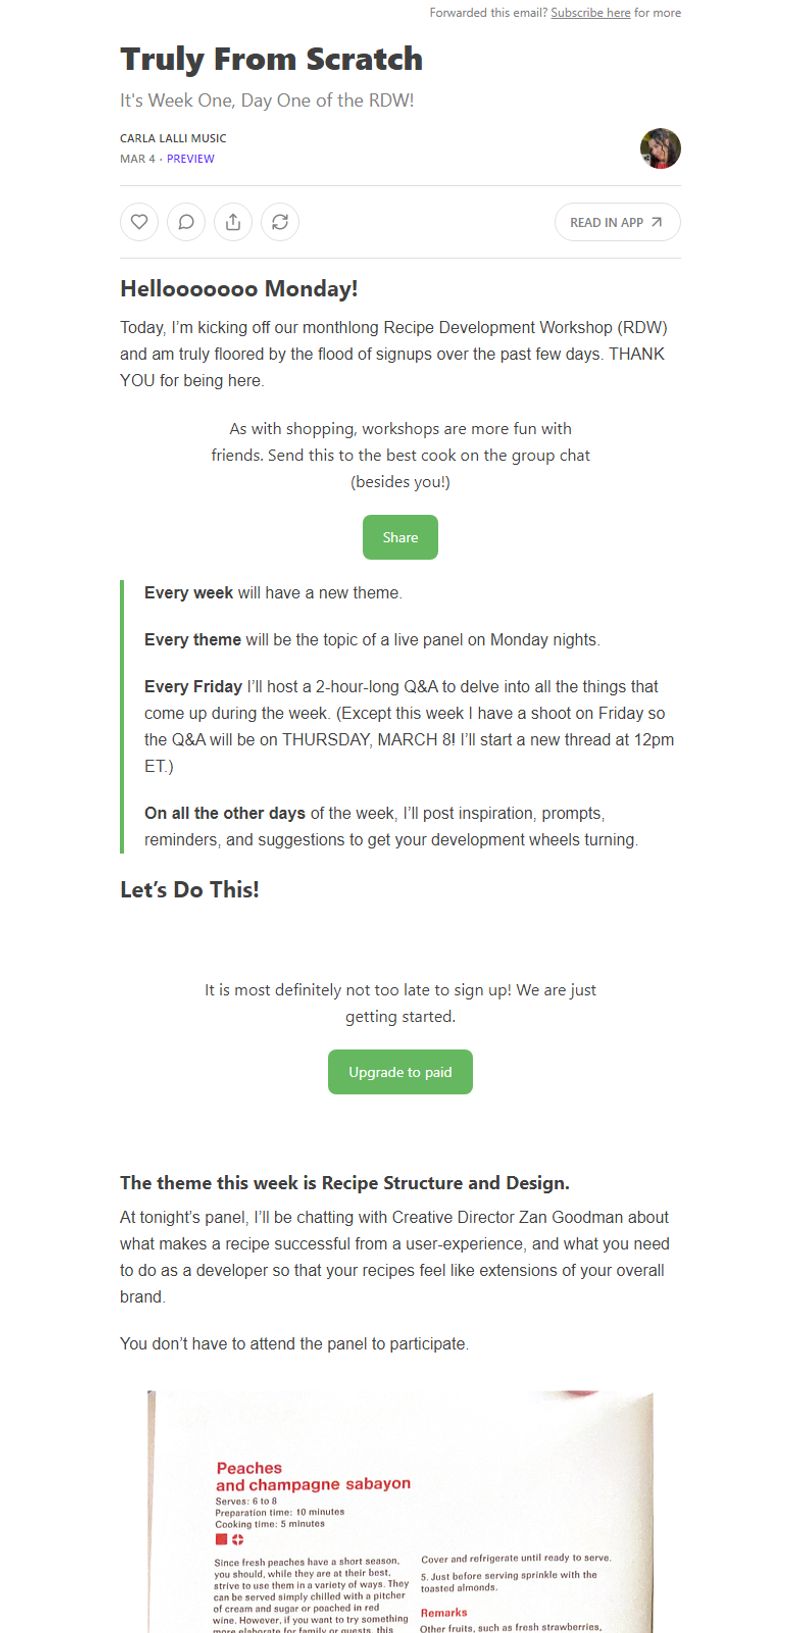 Forwarded this email? Subscribe here for more
Truly From Scratch
It's Week One, Day One of the RDW!
CARLA LALLI MUSIC
MAR 4 · PREVIEW
READ IN APP
Hellooooooo Monday!
Today, I’m kicking off our monthlong Recipe Development Workshop (RDW)
and am truly floored by the flood of signups over the past few days. THANK
YOU for being here.
As with shopping, workshops are more fun with
friends. Send this to the best cook on the group chat
(besides you!)
Share
Every week will have a new theme.
Every theme will be the topic of a live panel on Monday nights.
Every Friday I’ll host a 2-hour-long Q&A to delve into all the things that
come up during the week. (Except this week I have a shoot on Friday so
the Q&A will be on THURSDAY, MARCH 8! I’ll start a new thread at 12pm
ET.)
On all the other days of the week, I’ll post inspiration, prompts,
reminders, and suggestions to get your development wheels turning.
Let’s Do This!
It is most definitely not too late to sign up! We are just
getting started.
Upgrade to paid
The theme this week is Recipe Structure and Design.
At tonight’s panel, I’ll be chatting with Creative Director Zan Goodman about
what makes a recipe successful from a user-experience, and what you need
to do as a developer so that your recipes feel like extensions of your overall
brand.
You don’t have to attend the panel to participate.
Peaches
and champagne sabayon
Serves: 6 to 8
Preparation time: 10 minutes
Cooking time: 5 minutes
Since fresh peaches have a short season,
you should, while they are at their best,
strive to use them in a variety of ways. They
can be served simply chilled with a pitcher
of cream and sugar or poached in red
wine. However, if you want to try something
more elaborate for family or guests, this
Cover and refrigerate until ready to serve.
5. Just before serving sprinkle with the
toasted almonds.
Remarks
Other fruits, such as fresh strawberries,